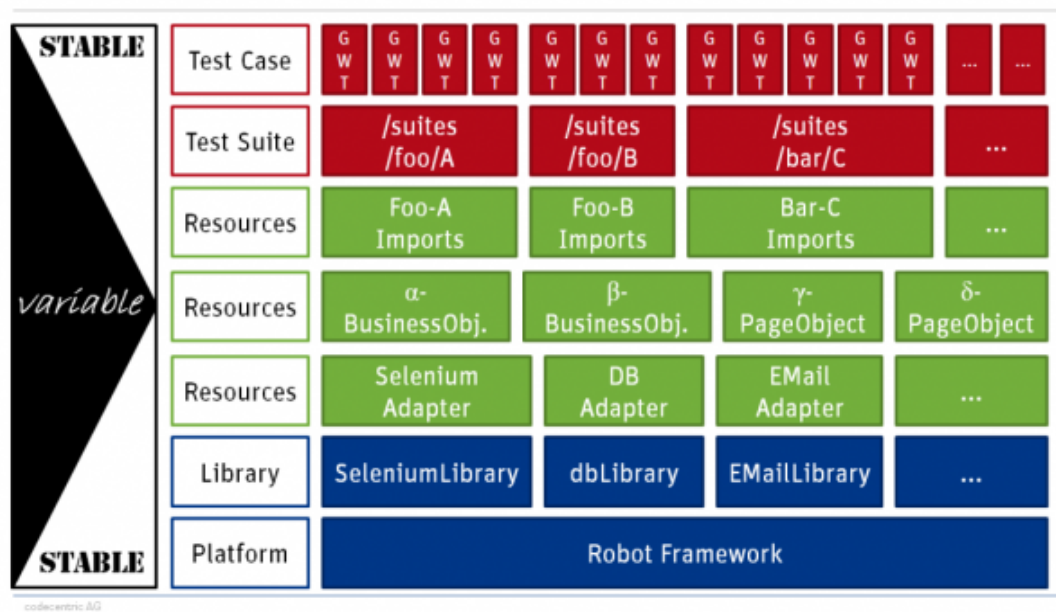 STABLE
Test Case
G W T
G W T
G W T
G W T
G W T
G W T
G W T
G W T
G W T
G W T
G W T
G W T
...
...
Test Suite
/suites
/foo/A
/suites
/foo/B
/suites
/bar/C
...
Resources
Foo-A
Imports
Foo-B
Imports
Bar-C
Imports
...
variable
Resources
α-
BusinessObj.
β-
BusinessObj.
γ-
PageObject
δ-
PageObject
Resources
Selenium
Adapter
DB
Adapter
EMail
Adapter
...
Library
SeleniumLibrary
dbLibrary
EMailLibrary
...
STABLE
Platform
Robot Framework
codecentric AG